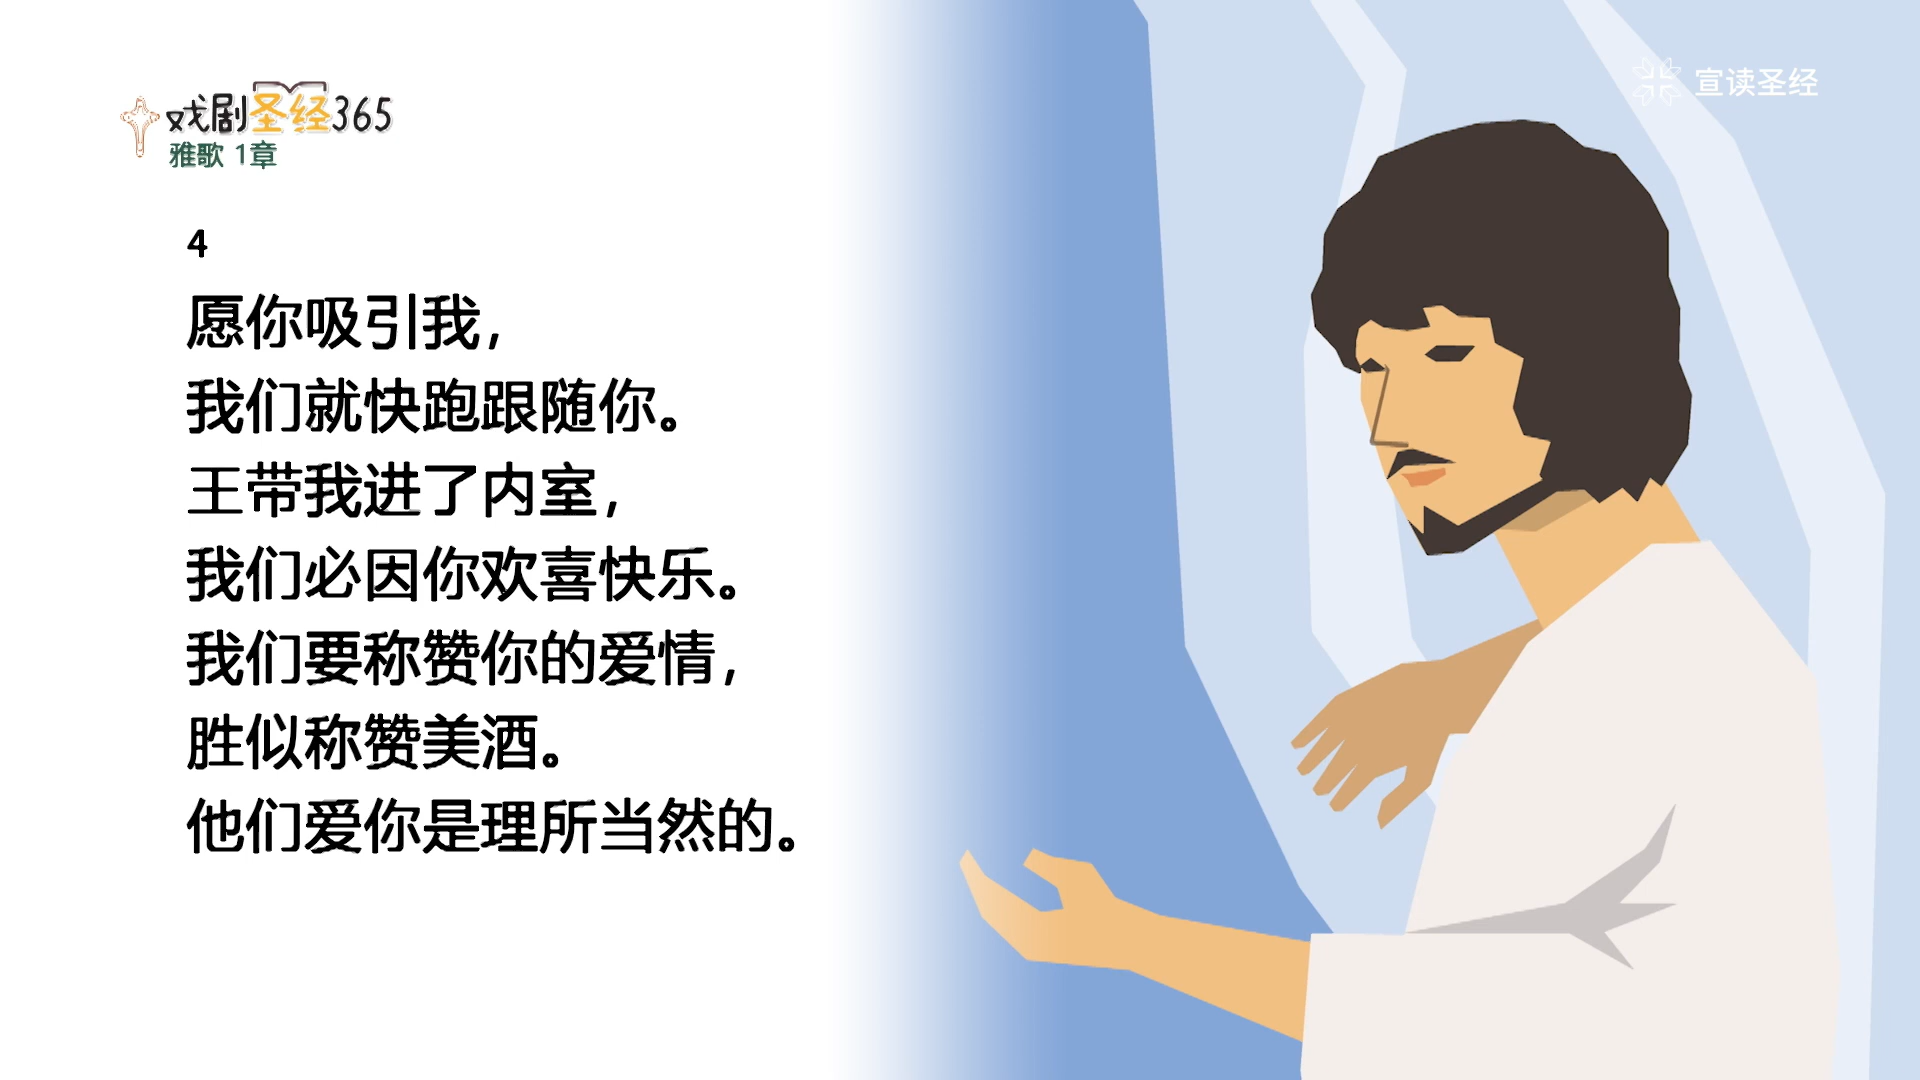 戏剧圣经365
雅歌 1章
宣读圣经
4
愿你吸引我，
我们就快跑跟随你。
王带我进了内室，
我们必因你欢喜快乐。
我们要称赞你的爱情，
胜似称赞美酒。
他们爱你是理所当然的。